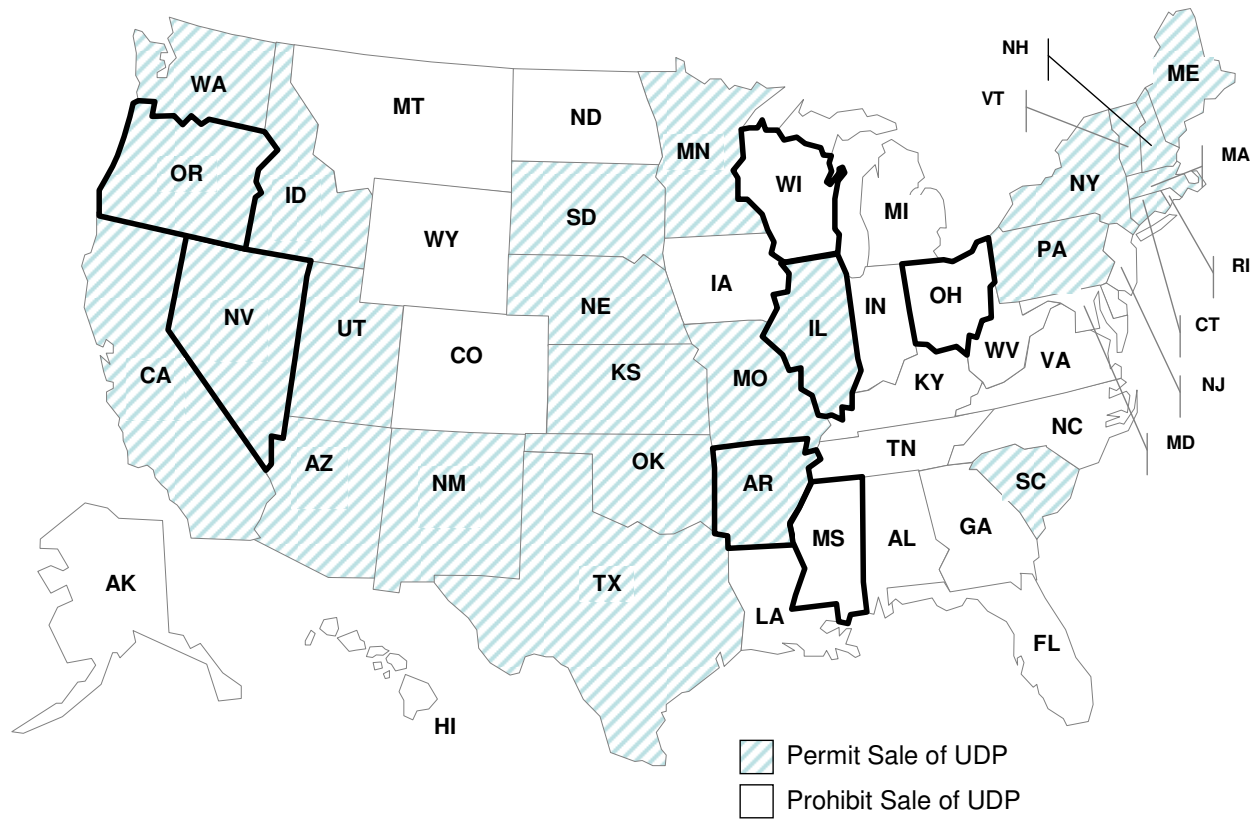 NH
ME
WA
VT
MT
ND
MN
MA
OR
WI
NY
ID
MI
SD
WY
PA
RI
IA
OH
IN
NE
NV
UT
IL
CT
CO
WV
VA
CA
KS
MO
KY
NJ
NC
MD
TN
AZ
OK
NM
AR
SC
GA
MS
AL
AK
TX
LA
FL
HI
Permit Sale of UDP
Prohibit Sale of UDP